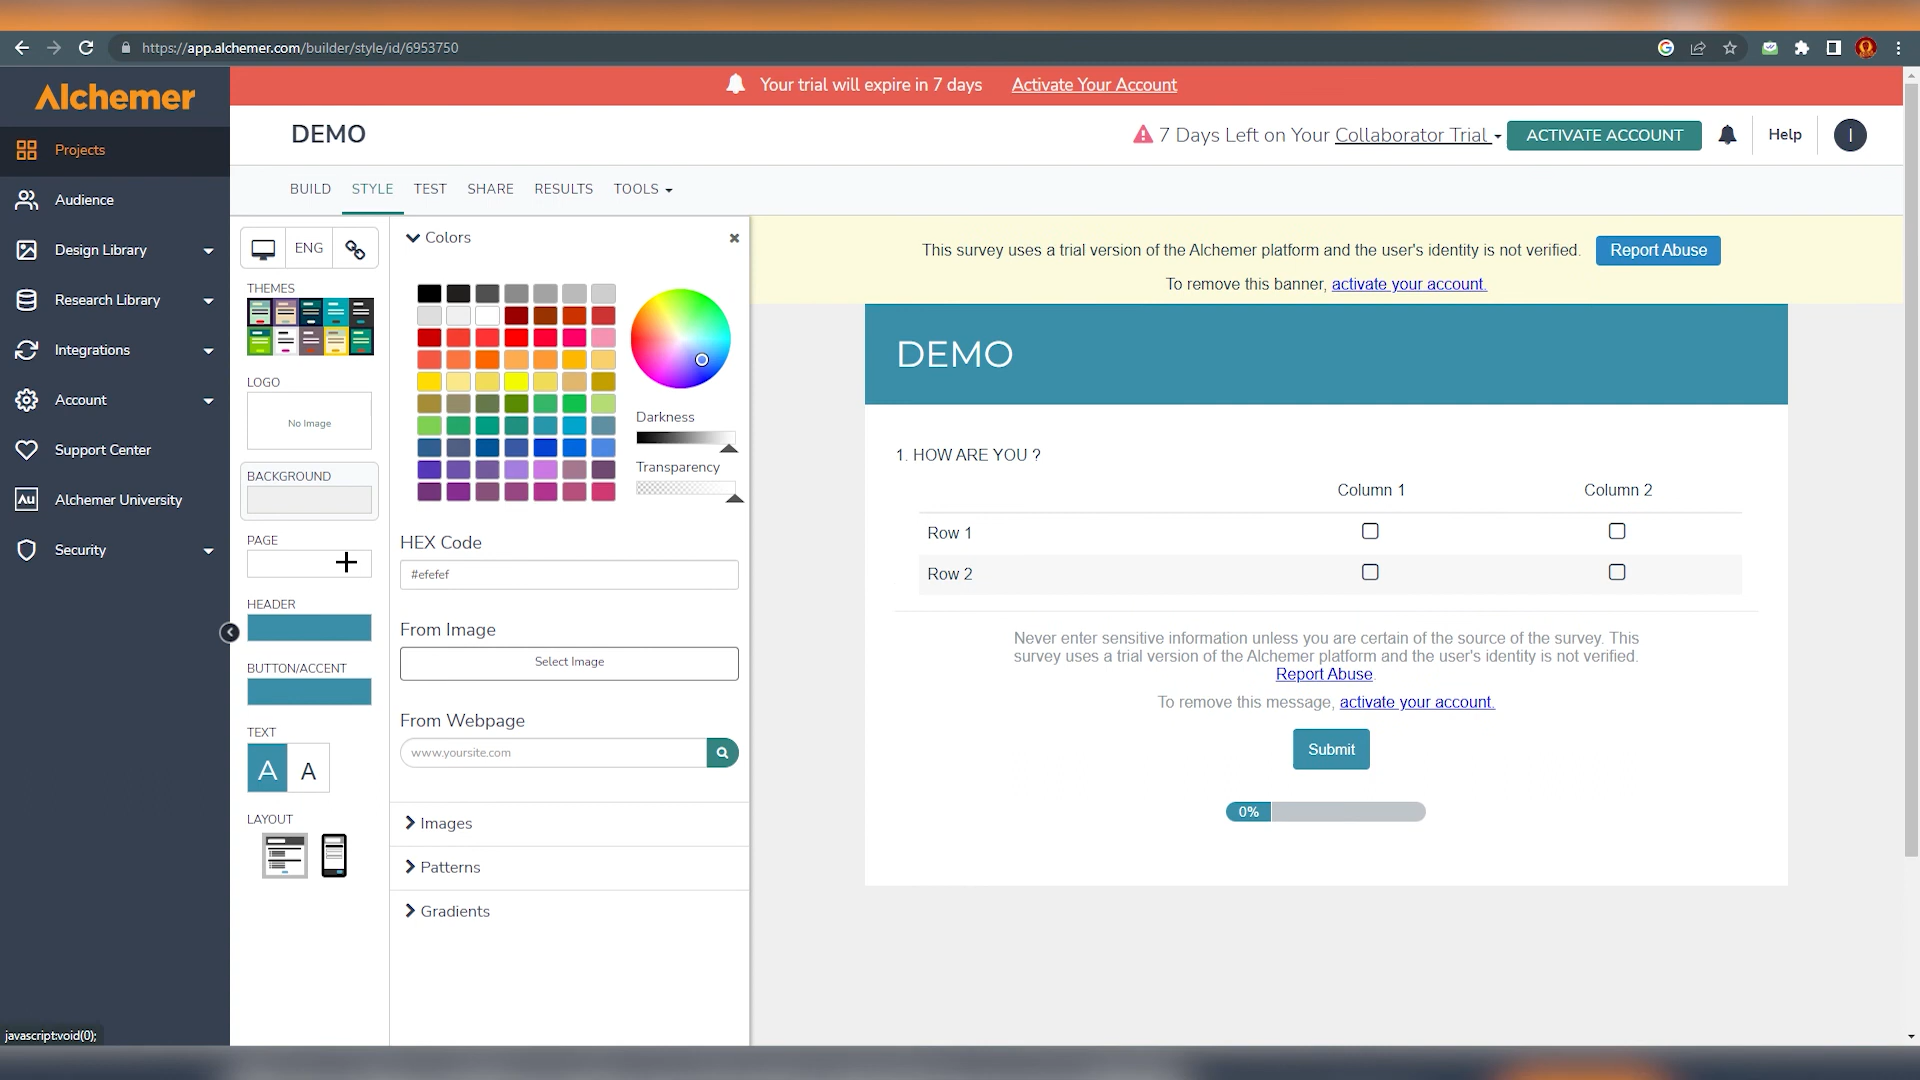 https://app.alchemer.com/builder/style/id/6953750
Alchemer
Your trial will expire in 7 days Activate Your Account
DEMO
7 Days Left on Your Collaborator Trial ACTIVATE ACCOUNT Help I
Projects
Audience
Design Library
Research Library
Integrations
Account
Support Center
Au Alchemer University
Security
BUILD STYLE TEST SHARE RESULTS TOOLS
ENG
THEMES
LOGO
No Image
BACKGROUND
PAGE
HEADER
BUTTON/ACCENT
TEXT
A A
LAYOUT
Colors
Darkness
Transparency
HEX Code
#efefef
From Image
Select Image
From Webpage
www.yoursite.com
Images
Patterns
Gradients
This survey uses a trial version of the Alchemer platform and the user's identity is not verified. Report Abuse
To remove this banner, activate your account.
DEMO
1. HOW ARE YOU ?
Column 1 Column 2
Row 1
Row 2
Never enter sensitive information unless you are certain of the source of the survey. This
survey uses a trial version of the Alchemer platform and the user's identity is not verified.
Report Abuse.
To remove this message, activate your account.
Submit
0%
javascript:void(0);